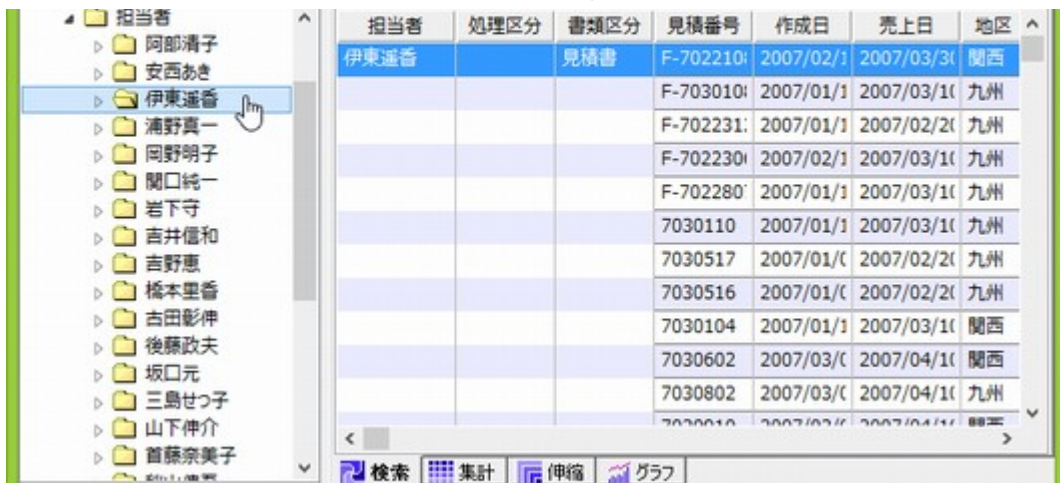 担当者
阿部清子
安西あき
伊東遥香
浦野真一
岡野明子
関口純一
岩下守
吉井信和
吉野恵
橋本里香
古田彰伸
後藤政夫
坂口元
三島せつ子
山下伸介
首藤奈美子
担当者 処理区分 書類区分 見積番号 作成日 売上日 地区
伊東遥香 見積書 F-702210 2007/02/1 2007/03/30 関西
F-703010 2007/01/1 2007/03/1 九州
F-70223 2007/01/1 2007/02/2 九州
F-702230 2007/02/1 2007/03/1 九州
F-702280 2007/01/1 2007/03/1 九州
7030110 2007/01/1 2007/03/1 九州
7030517 2007/01/ 2007/02/2 九州
7030516 2007/01/ 2007/02/2 九州
7030104 2007/01/1 2007/03/1 関西
7030602 2007/03/ 2007/04/1 関西
7030802 2007/03/ 2007/04/1 九州
検索 集計 伸縮 グラフ